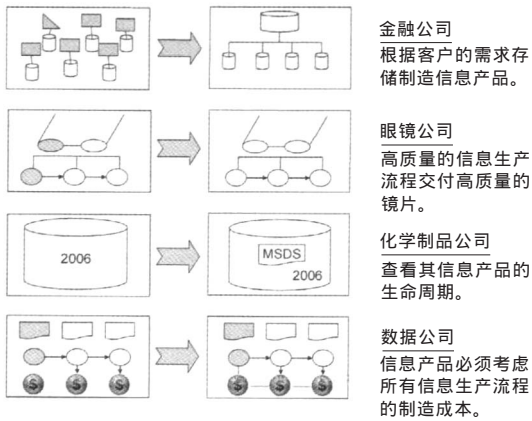 金融公司
根据客户的需求存
储制造信息产品。
眼镜公司
高质量的信息生产
流程交付高质量的
镜片。
2006
MSDS
2006
化学制品公司
查看其信息产品的
生命周期。
$ $ $
$ $ $
数据公司
信息产品必须考虑
所有信息生产流程
的制造成本。